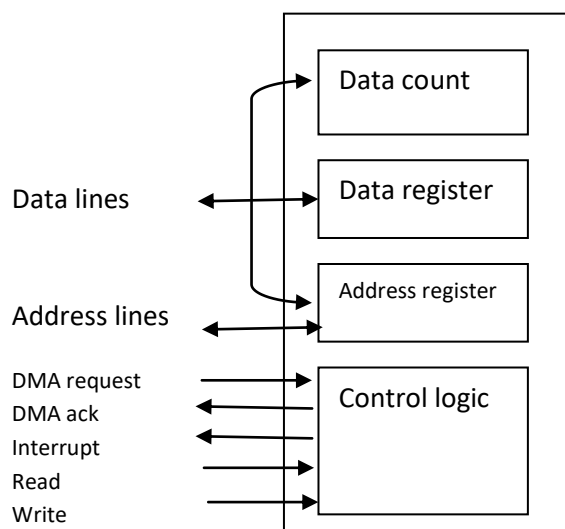 Data count
Data lines
Data register
Address register
Address lines
DMA request
Control logic
DMA ack
Interrupt
Read
Write